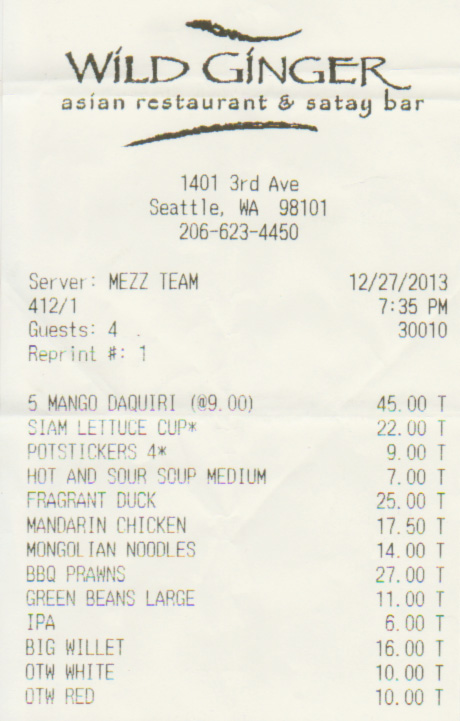 WILD GINGER
asian restaurant & satay bar
1401 3rd Ave
Seattle, WA 98101
206-623-4450
Server: MEZZ TEAM 12/27/2013
412/1 7:35 PM
Guests: 4 30010
Reprint #: 1
5 MANGO DAQUIRI (@9.00) 45.00 T
SIAM LETTUCE CUP* 22.00 T
POTSTICKERS 4* 9.00 T
HOT AND SOUR SOUP MEDIUM 7.00 T
FRAGRANT DUCK 25.00 T
MANDARIN CHICKEN 17.50 T
MONGOLIAN NOODLES 14.00 T
BBQ PRAWNS 27.00 T
GREEN BEANS LARGE 11.00 T
IPA 6.00 T
BIG WILLET 16.00 T
OTW WHITE 10.00 T
OTW RED 10.00 T